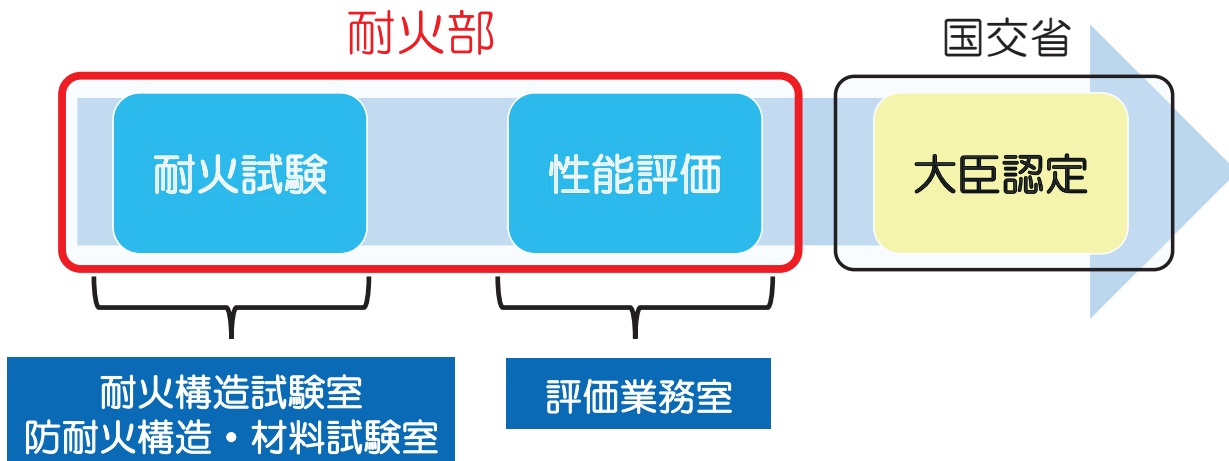 耐火部
国交省
耐火試験
性能評価
大臣認定
耐火構造試験室
防耐火構造・材料試験室
評価業務室